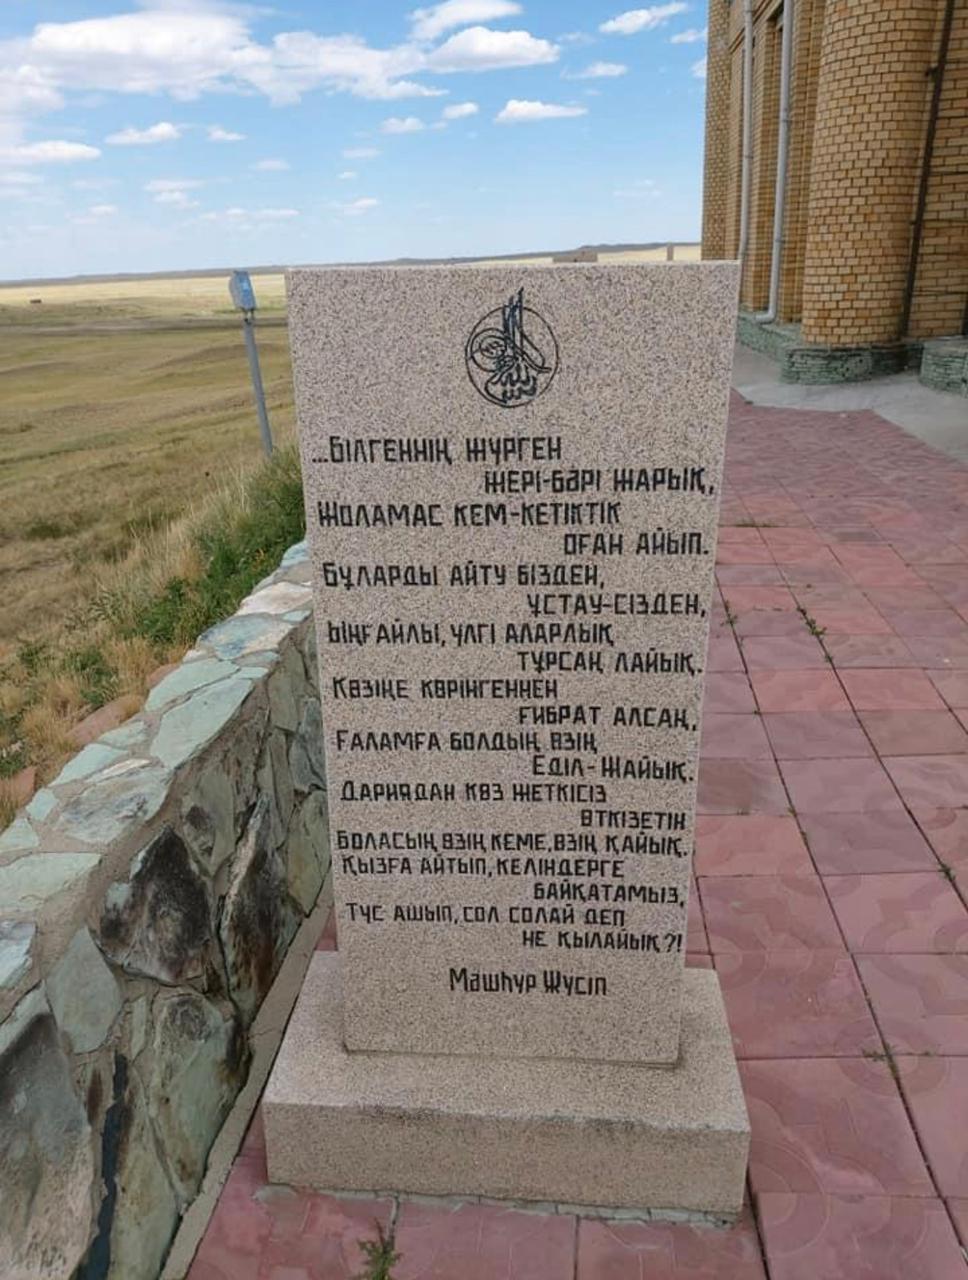 ...БІЛГЕННІҢ ЖҮРГЕН
ЖЕРІ-БӘРІ ЖАРЫҚ,
ЖОЛАМАС КЕМ-КЕТІКТІК
ОҒАН АЙЫП.
БҰЛАРДЫ АЙТУ БІЗДЕН,
ҰСТАУ-СІЗДЕН,
ЫҢҒАЙЛЫ, ҮЛГІ АЛАРЛЫҚ
ТҰРСАҢ ЛАЙЫҚ.
КӨЗІҢЕ КӨРІНГЕННЕН
ҒИБРАТ АЛСАҢ,
ҒАЛАМҒА БОЛДЫҢ ӨЗІҢ
ЕДІЛ-ЖАЙЫҚ.
ДАРИЯДАН КӨЗ ЖЕТКІСІЗ
ӨТКІЗЕТІН
БОЛАСЫҢ ӨЗІҢ КЕМЕ, ӨЗІҢ ҚАЙЫҚ.
ҚЫЗҒА АЙТЫП, КЕЛІНДЕРГЕ
БАЙҚАТАМЫЗ,
ТҮС АШЫП, СОЛ СОЛАЙ ДЕП
НЕ ҚЫЛАЙЫҚ?!
Мәшһүр Жүсіп